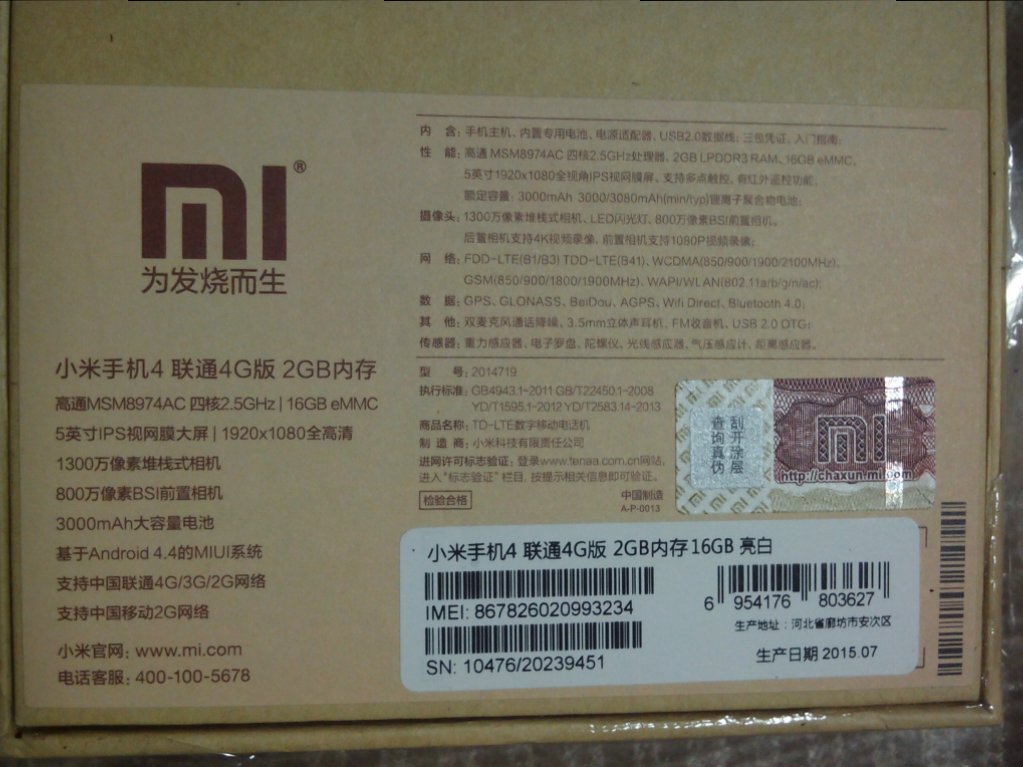 mi®
为发烧而生
小米手机4 联通4G版 2GB内存
高通MSM8974AC 四核2.5GHz | 16GB eMMC
5英寸IPS视网膜大屏 | 1920x1080全高清
1300万像素堆栈式相机
800万像素BSI前置相机
3000mAh大容量电池
基于Android 4.4的MIUI系统
支持中国联通4G/3G/2G网络
支持中国移动2G网络
小米官网: www.mi.com
电话客服: 400-100-5678
内 含: 手机主机、内置专用电池、电源适配器、USB2.0数据线; 三包凭证、入门指南;
性 能: 高通 MSM8974AC 四核2.5GHz处理器、2GB LPDDR3 RAM、16GB eMMC、
5英寸1920x1080全视角IPS视网膜屏、支持多点触控、有红外遥控功能、
额定容量: 3000mAh 3000/3080mAh(min/typ)锂离子聚合物电池;
摄像头: 1300万像素堆栈式相机、LED闪光灯、800万像素BSI前置相机。
后置相机支持4K视频录像, 前置相机支持1080P视频录像;
网 络: FDD-LTE(B1/B3) TDD-LTE(B41)、WCDMA(850/900/1900/2100MHz)、
GSM(850/900/1800/1900MHz)、WAPI/WLAN(802.11a/b/g/n/ac);
数 据: GPS、GLONASS、BeiDou、AGPS、Wifi Direct、Bluetooth 4.0;
其 他: 双麦克风通话降噪、3.5mm立体声耳机、FM收音机、USB 2.0 OTG;
传感器: 重力感应器、电子罗盘、陀螺仪、光线感应器、气压感应计、距离感应器。
型 号: 2014719
执行标准: GB4943.1-2011 GB/T22450.1-2008
YD/T1595.1-2012 YD/T2583.14-2013
商品名称: TD-LTE数字移动电话机
制 造 商: 小米科技有限责任公司
进网许可标志验证: 登录www.tenaa.com.cn网站,
进入“标志验证”栏目, 按提示相关信息即可验证。
检验合格
中国制造
A-P-0013
刮开涂层
查询真伪
mi
http://chaxun.mi.com
小米手机4 联通4G版 2GB内存 16GB 亮白
IMEI: 867826020993234
SN: 10476/20239451
6 954176 803627
生产地址: 河北省廊坊市安次区
生产日期 2015.07